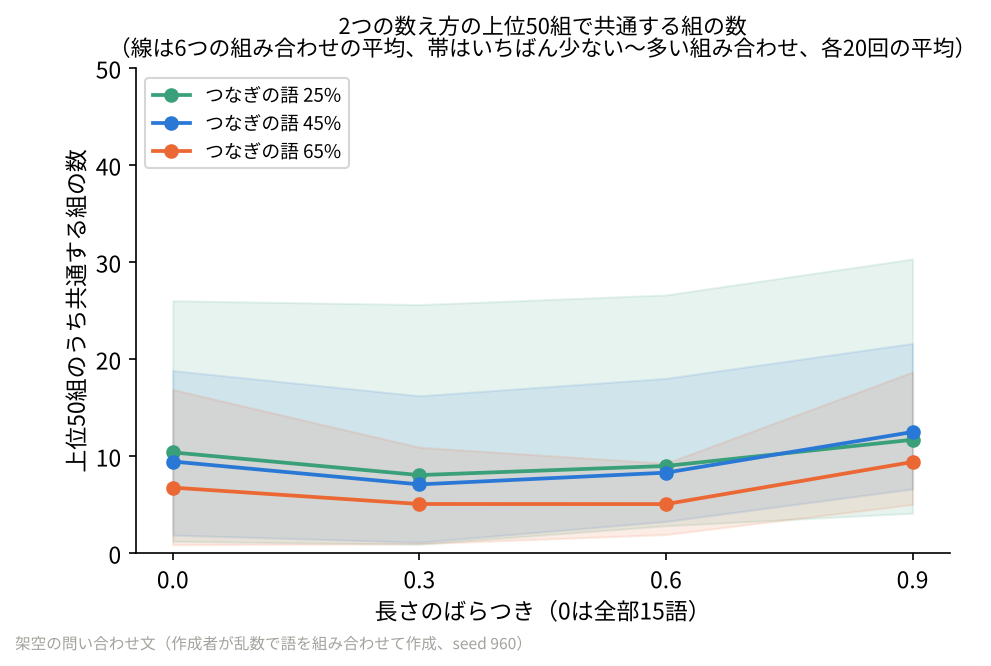 2つの数え方の上位50組で共通する組の数
（線は6つの組み合わせの平均、帯はいちばん少ない～多い組み合わせ、各20回の平均）
つなぎの語 25%
つなぎの語 45%
つなぎの語 65%
上位50組のうち共通する組の数
50
40
30
20
10
0
0.0 0.3 0.6 0.9
長さのばらつき（0は全部15語）
架空の問い合わせ文（作成者が乱数で語を組み合わせて作成、seed 960）